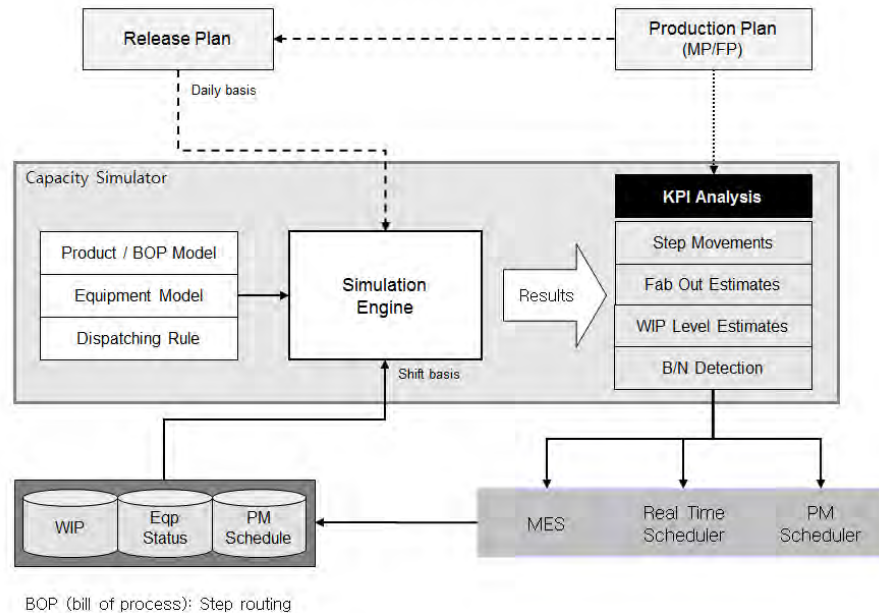 Release Plan
Production Plan
(MP/FP)
Daily basis
Capacity Simulator
KPI Analysis
Product / BOP Model
Equipment Model
Dispatching Rule
Simulation
Engine
Results
Step Movements
Fab Out Estimates
WIP Level Estimates
B/N Detection
Shift basis
WIP
Eqp
Status
PM
Schedule
MES
Real Time
Scheduler
PM
Scheduler
BOP (bill of process): Step routing